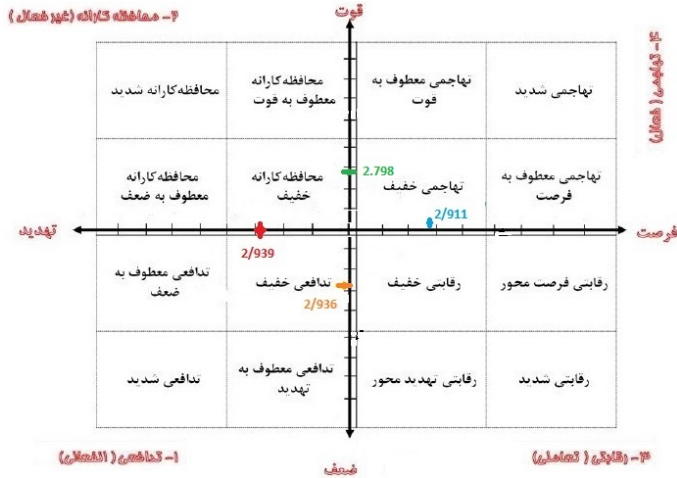 قوت
۲- محافظه کارانه (غیر فعال)
۴- تهاجمی (فعال)
تهاجمی شدید
تهاجمی معطوف به
قوت
محافظه‌کارانه
معطوف به قوت
محافظه‌کارانه شدید
تهاجمی معطوف به
فرصت
تهاجمی خفیف
2.798
محافظه‌کارانه
خفیف
محافظه‌کارانه
معطوف به ضعف
2/911
فرصت
تهدید
2/939
رقابتی فرصت محور
رقابتی خفیف
تدافعی خفیف
2/936
تدافعی معطوف به
ضعف
رقابتی شدید
رقابتی تهدید محور
تدافعی معطوف به
تهدید
تدافعی شدید
۳- رقابتی (تعاملی)
ضعف
۱- تدافعی (انفعالی)